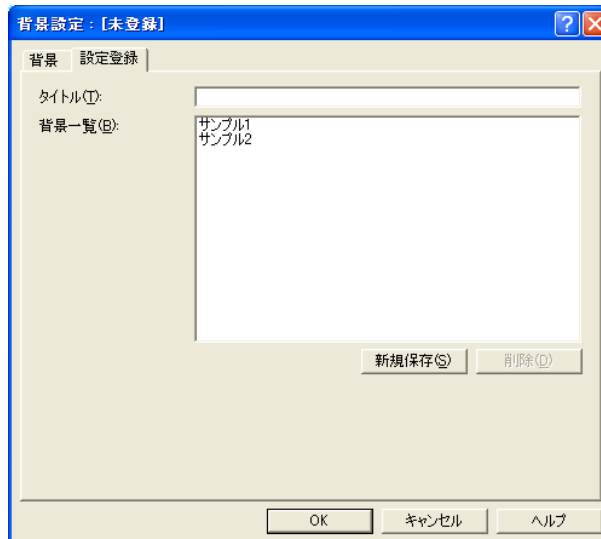 背景設定：[未登録]
背景 設定登録
タイトル(T):
背景一覧(B):
サンプル1
サンプル2
新規保存(S) 削除(D)
OK キャンセル ヘルプ